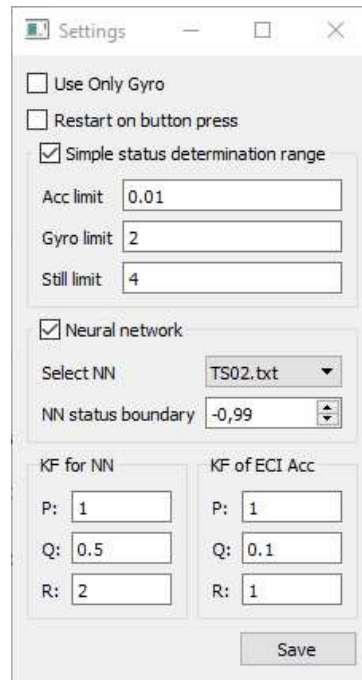 Settings
Use Only Gyro
Restart on button press
Simple status determination range
Acc limit 0.01
Gyro limit 2
Still limit 4
Neural network
Select NN TS02.txt
NN status boundary -0,99
KF for NN KF of ECI Acc
P: 1 P: 1
Q: 0.5 Q: 0.1
R: 2 R: 1
Save